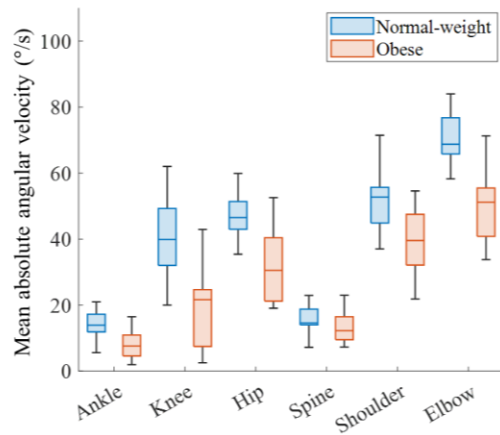 Mean absolute angular velocity (°/s)
100
80
60
40
20
0
Normal-weight
Obese
Ankle
Knee
Hip
Spine
Shoulder
Elbow